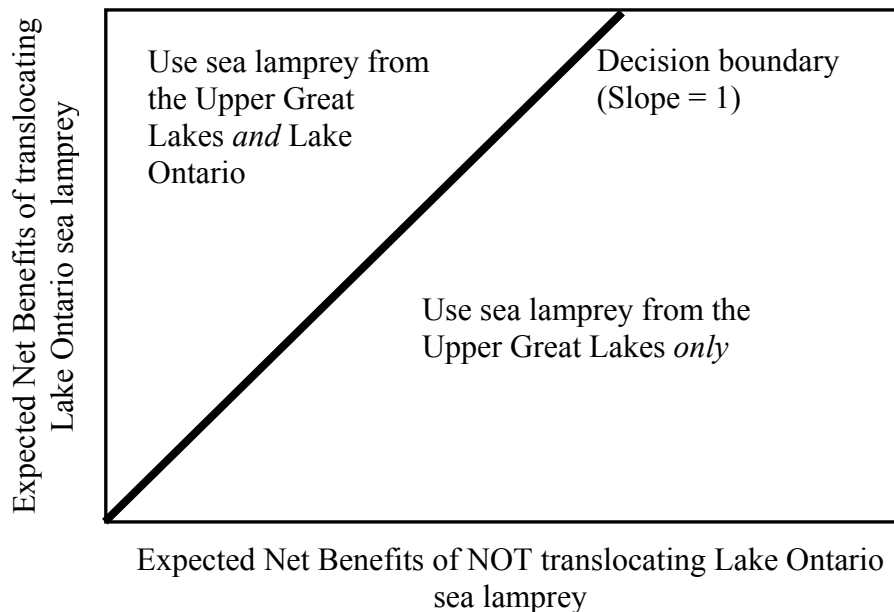 Expected Net Benefits of translocating
Lake Ontario sea lamprey
Use sea lamprey from
the Upper Great
Lakes and Lake
Ontario
Decision boundary
(Slope = 1)
Use sea lamprey from the
Upper Great Lakes only
Expected Net Benefits of NOT translocating Lake Ontario
sea lamprey